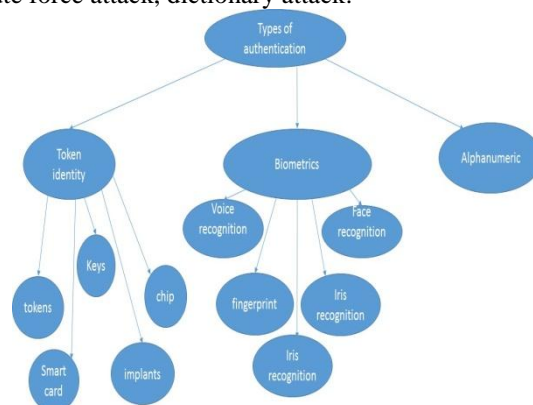 ute force attack, dictionary attack.
Types of
authentication
Token
identity
Biometrics
Alphanumeric
Voice
recognition
Face
recognition
Keys
tokens
chip
fingerprint
Iris
recognition
Smart
card
implants
Iris
recognition